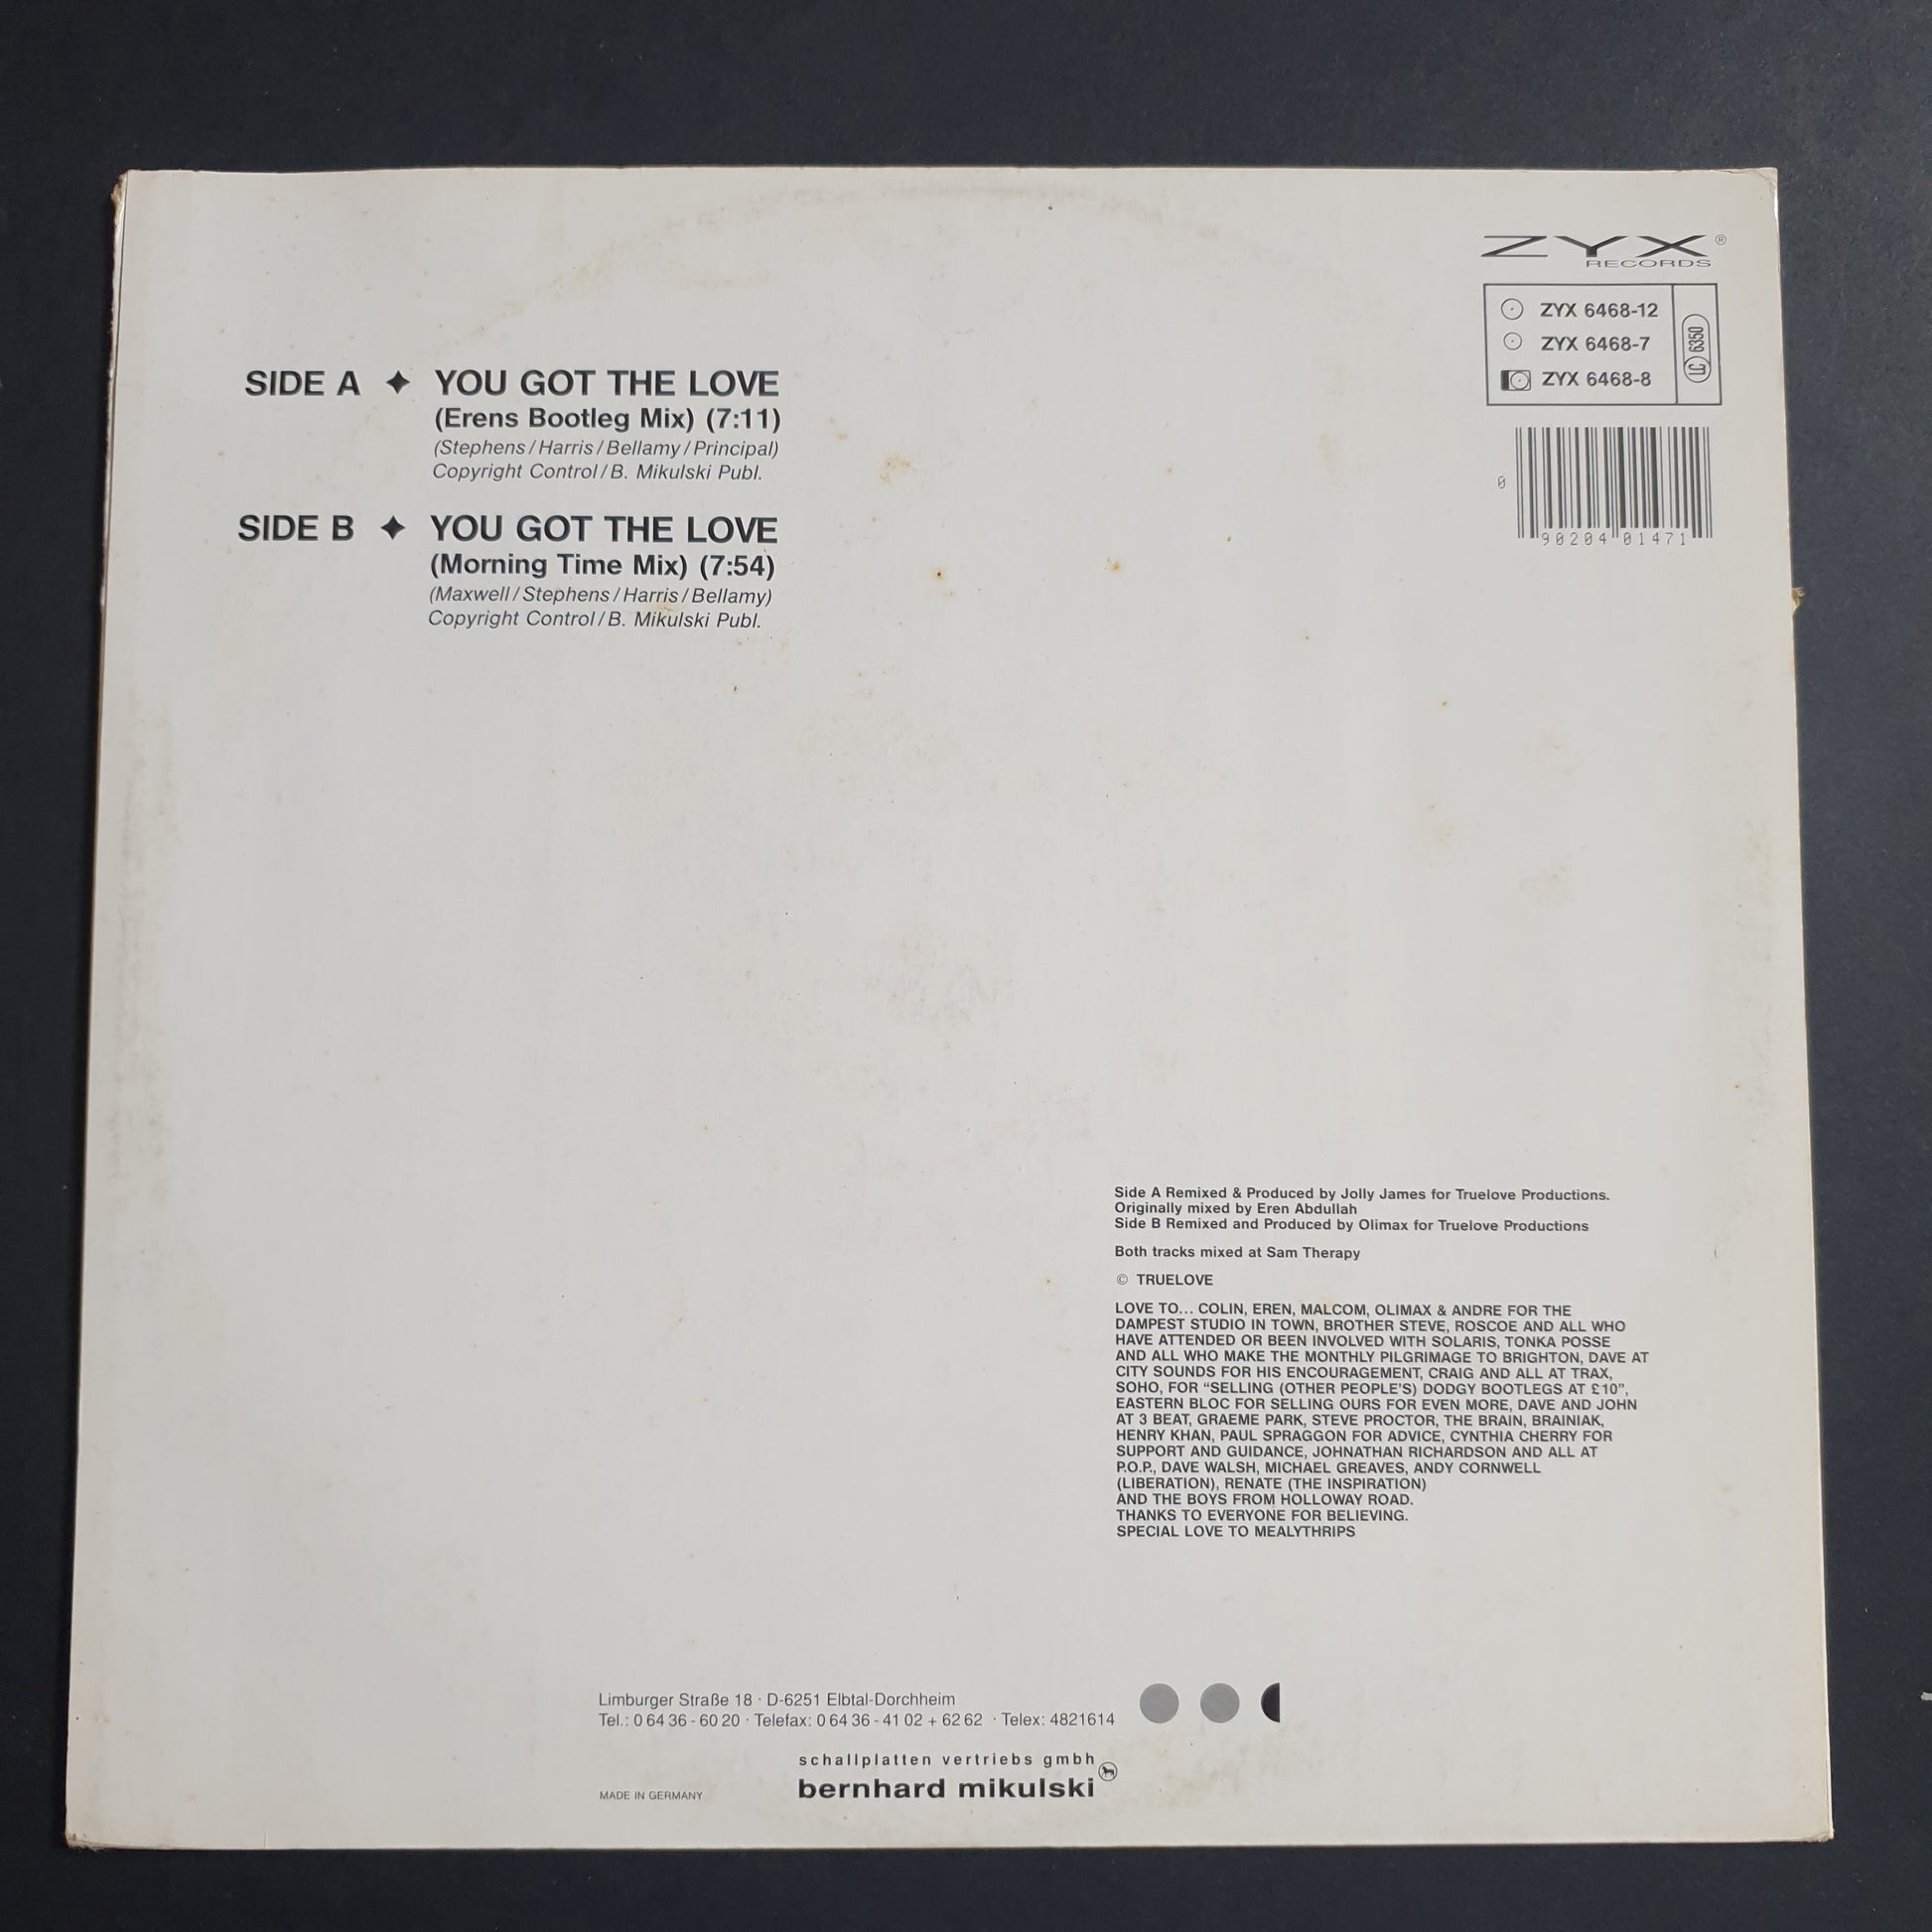 ZYX®
RECORDS
ZYX 6468-12
ZYX 6468-7
ZYX 6468-8
LC 6350
0
90204 01471
SIDE A ✦ YOU GOT THE LOVE
(Erens Bootleg Mix) (7:11)
(Stephens/Harris/Bellamy/Principal)
Copyright Control/B. Mikulski Publ.
SIDE B ✦ YOU GOT THE LOVE
(Morning Time Mix) (7:54)
(Maxwell/Stephens/Harris/Bellamy)
Copyright Control/B. Mikulski Publ.
Side A Remixed & Produced by Jolly James for Truelove Productions.
Originally mixed by Eren Abdullah
Side B Remixed and Produced by Olimax for Truelove Productions
Both tracks mixed at Sam Therapy
© TRUELOVE
LOVE TO... COLIN, EREN, MALCOM, OLIMAX & ANDRE FOR THE
DAMPEST STUDIO IN TOWN, BROTHER STEVE, ROSCOE AND ALL WHO
HAVE ATTENDED OR BEEN INVOLVED WITH SOLARIS, TONKA POSSE
AND ALL WHO MAKE THE MONTHLY PILGRIMAGE TO BRIGHTON, DAVE AT
CITY SOUNDS FOR HIS ENCOURAGEMENT, CRAIG AND ALL AT TRAX,
SOHO, FOR “SELLING (OTHER PEOPLE'S) DODGY BOOTLEGS AT £10”,
EASTERN BLOC FOR SELLING OURS FOR EVEN MORE, DAVE AND JOHN
AT 3 BEAT, GRAEME PARK, STEVE PROCTOR, THE BRAIN, BRAINIAK,
HENRY KHAN, PAUL SPRAGGON FOR ADVICE, CYNTHIA CHERRY FOR
SUPPORT AND GUIDANCE, JOHNATHAN RICHARDSON AND ALL AT
P.O.P., DAVE WALSH, MICHAEL GREAVES, ANDY CORNWELL
(LIBERATION), RENATE (THE INSPIRATION)
AND THE BOYS FROM HOLLOWAY ROAD.
THANKS TO EVERYONE FOR BELIEVING.
SPECIAL LOVE TO MEALYTHRIPS
Limburger Straße 18 · D-6251 Elbtal-Dorchheim
Tel.: 0 64 36 - 60 20 · Telefax: 0 64 36 - 41 02 + 62 62 · Telex: 4821614
schallplatten vertriebs gmbh
bernhard mikulski
MADE IN GERMANY